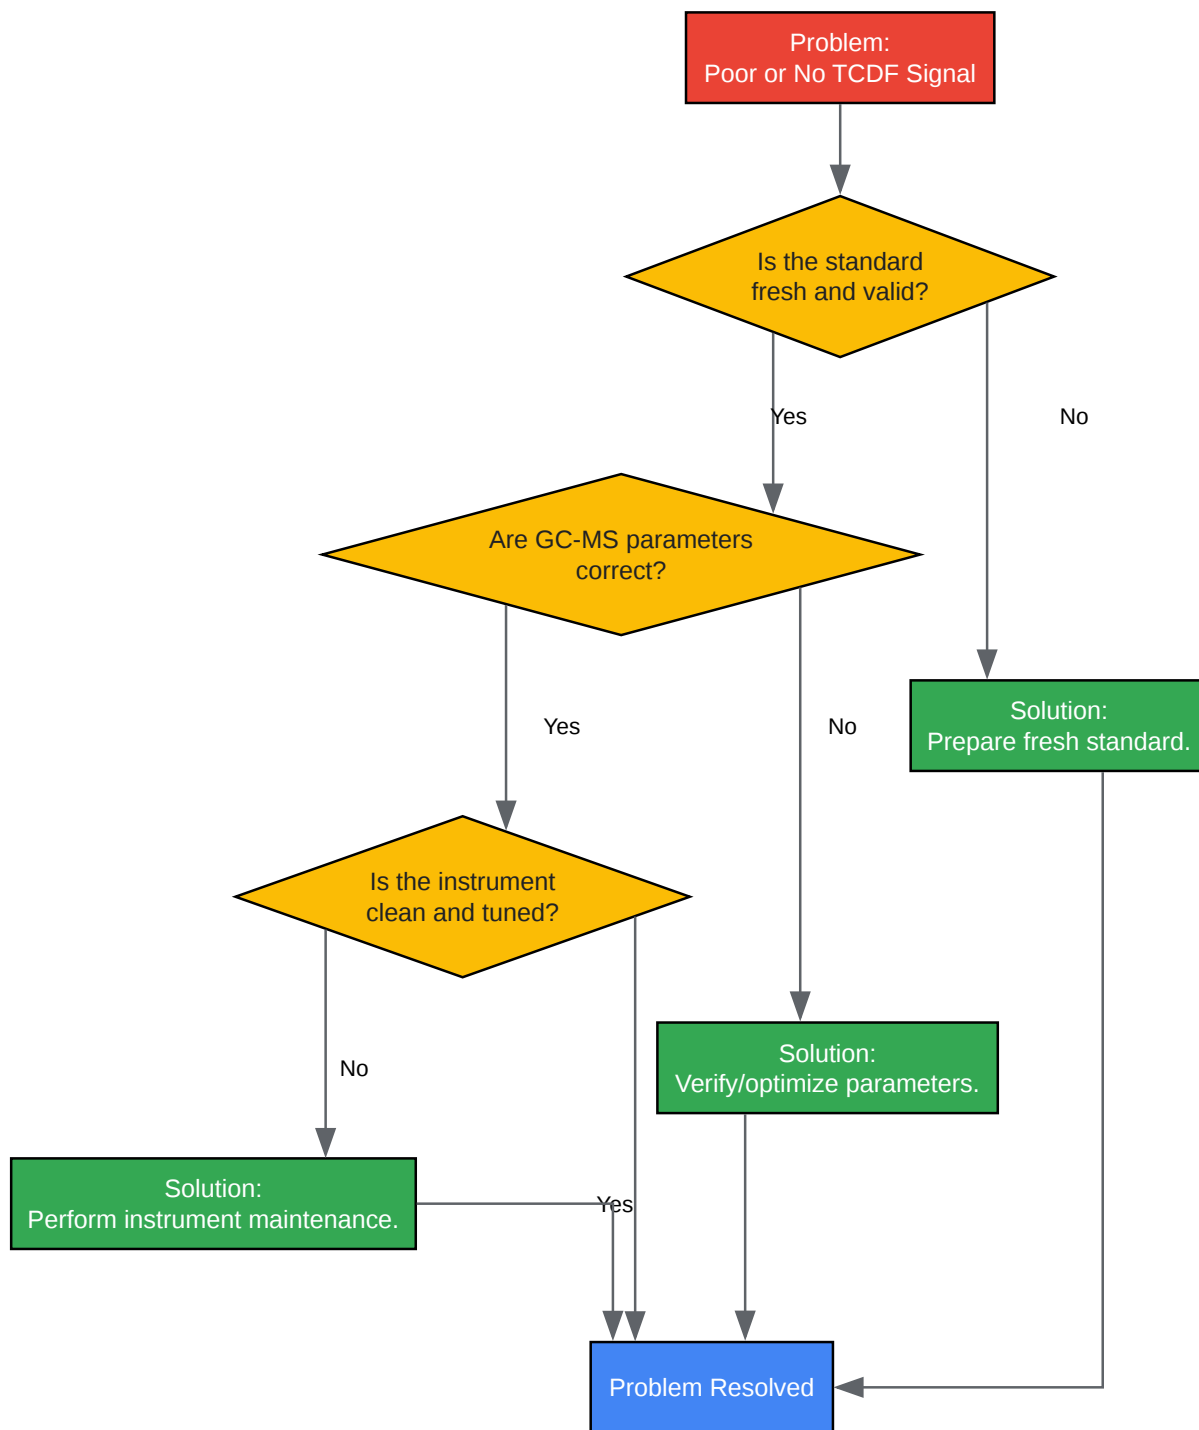 Problem:
Poor or No TCDF Signal
Is the standard
fresh and valid?
Yes
No
Are GC-MS parameters
correct?
Yes
No
Solution:
Prepare fresh standard.
Is the instrument
clean and tuned?
No
Solution:
Verify/optimize parameters.
Solution:
Perform instrument maintenance.
Yes
Problem Resolved